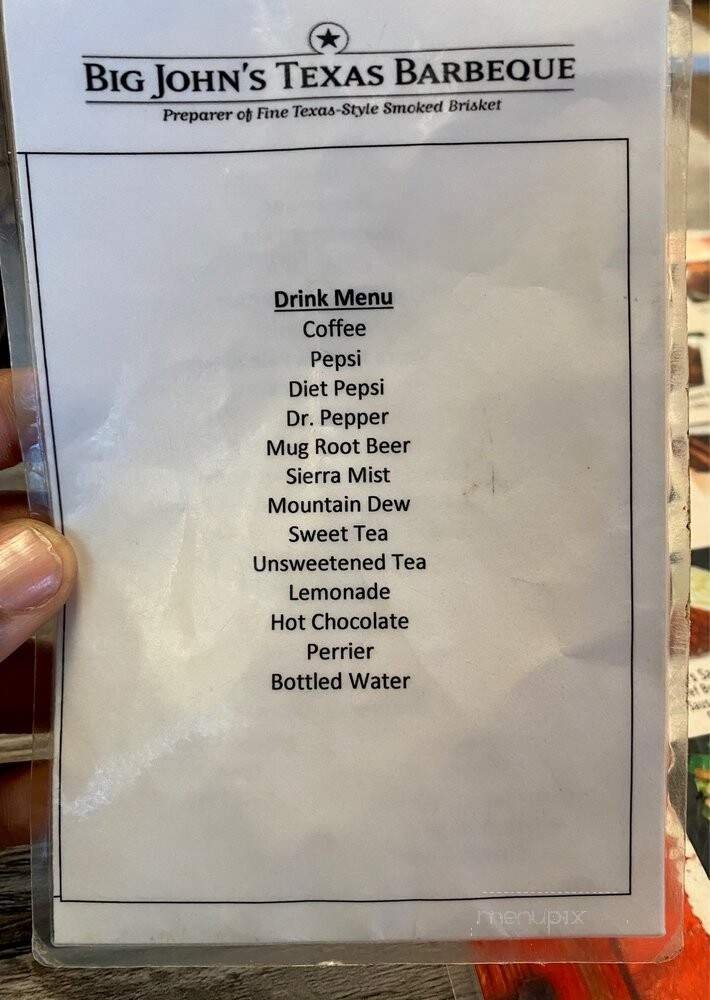 BIG JOHN'S TEXAS BARBEQUE
Preparer of Fine Texas-Style Smoked Brisket
Drink Menu
Coffee
Pepsi
Diet Pepsi
Dr. Pepper
Mug Root Beer
Sierra Mist
Mountain Dew
Sweet Tea
Unsweetened Tea
Lemonade
Hot Chocolate
Perrier
Bottled Water
menupix